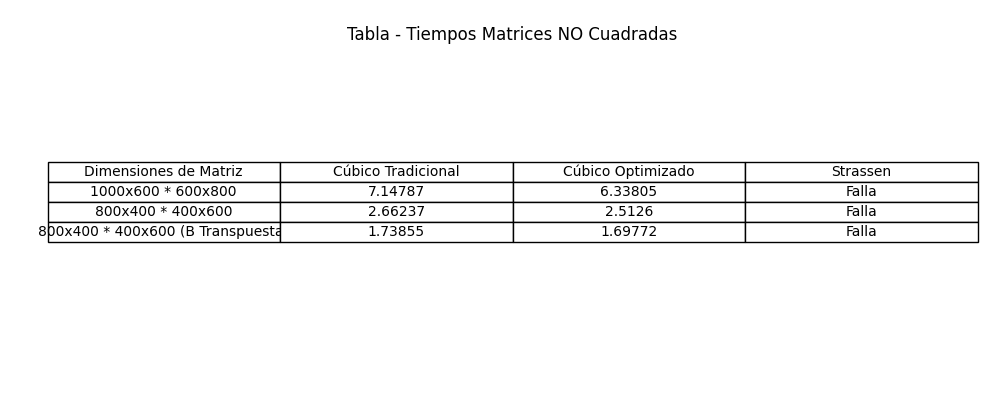 Tabla - Tiempos Matrices NO Cuadradas
Dimensiones de Matriz Cúbico Tradicional Cúbico Optimizado Strassen
1000x600 * 600x800 7.14787 6.33805 Falla
800x400 * 400x600 2.66237 2.5126 Falla
800x400 * 400x600 (B Transpuesta 1.73855 1.69772 Falla